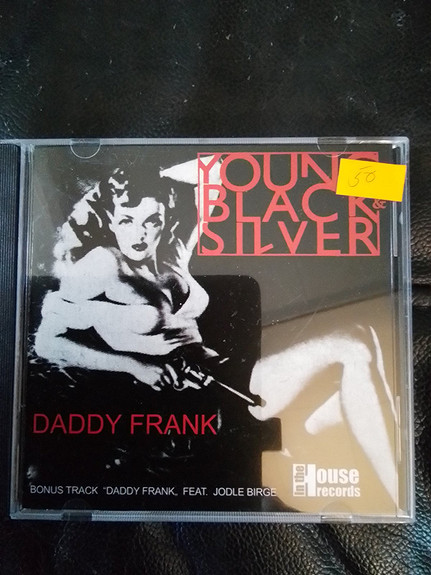 YOUNG
BLACK &
SILVER
50
DADDY FRANK
BONUS TRACK "DADDY FRANK„ FEAT. JODLE BIRGE
in the House
records